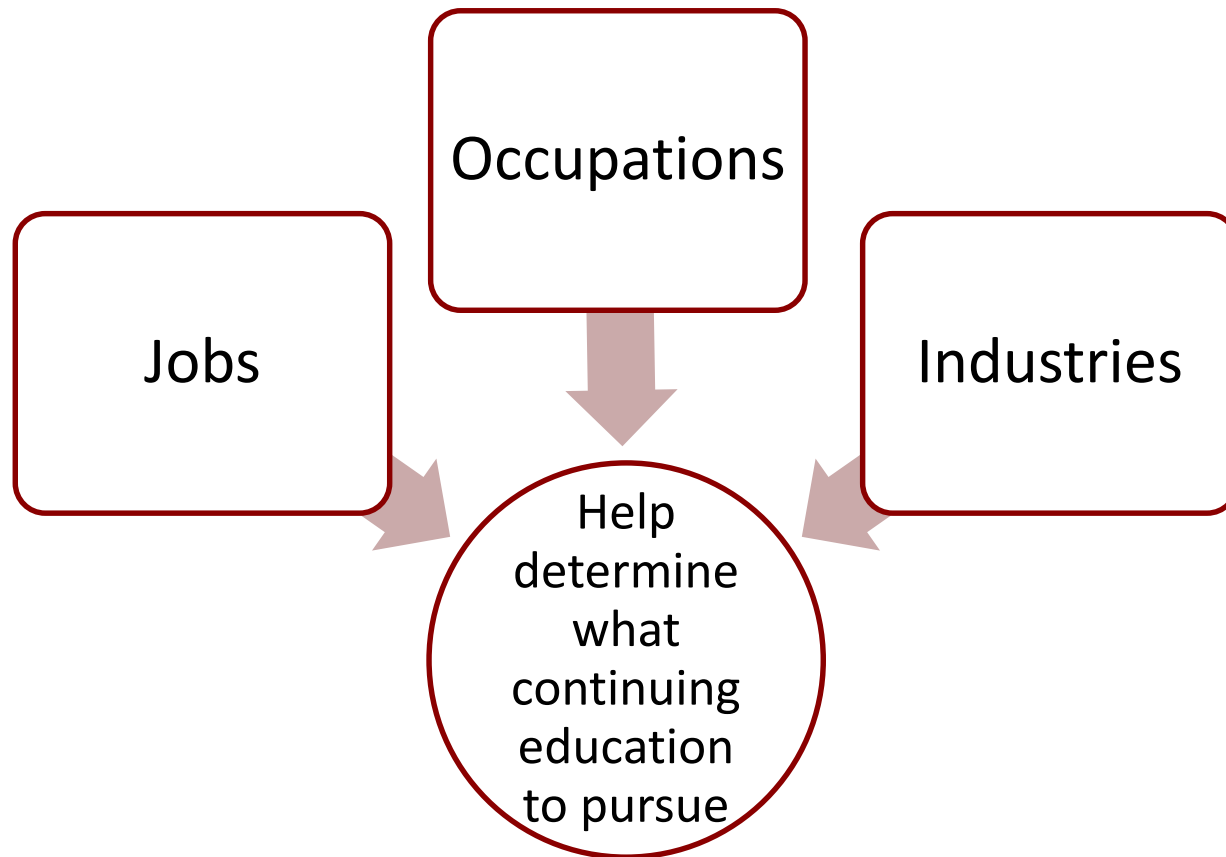 Occupations
Jobs
Industries
Help
determine
what
continuing
education
to pursue